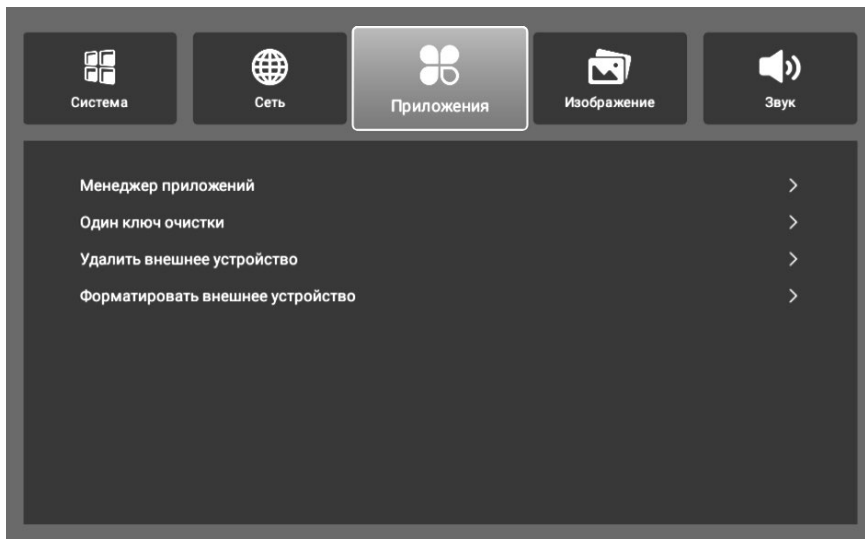 Система
Сеть
Приложения
Изображение
Звук
Менеджер приложений
Один ключ очистки
Удалить внешнее устройство
Форматировать внешнее устройство